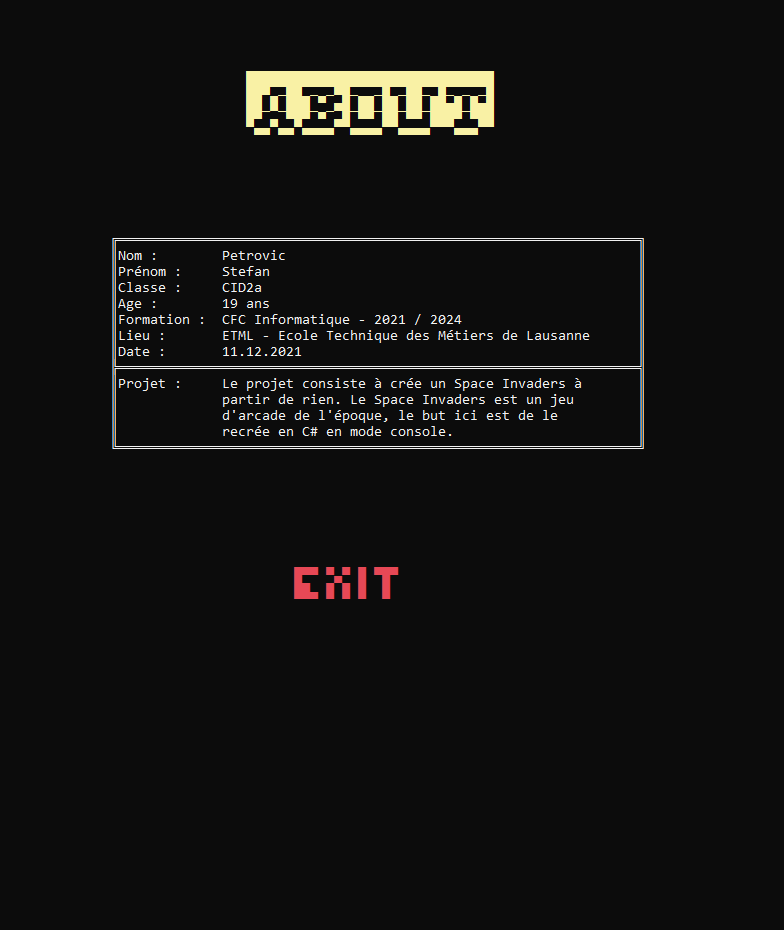 ABOUT
Nom : Petrovic
Prénom : Stefan
Classe : CID2a
Age : 19 ans
Formation : CFC Informatique - 2021 / 2024
Lieu : ETML - Ecole Technique des Métiers de Lausanne
Date : 11.12.2021
Projet : Le projet consiste à crée un Space Invaders à
partir de rien. Le Space Invaders est un jeu
d'arcade de l'époque, le but ici est de le
recrée en C# en mode console.
EXIT